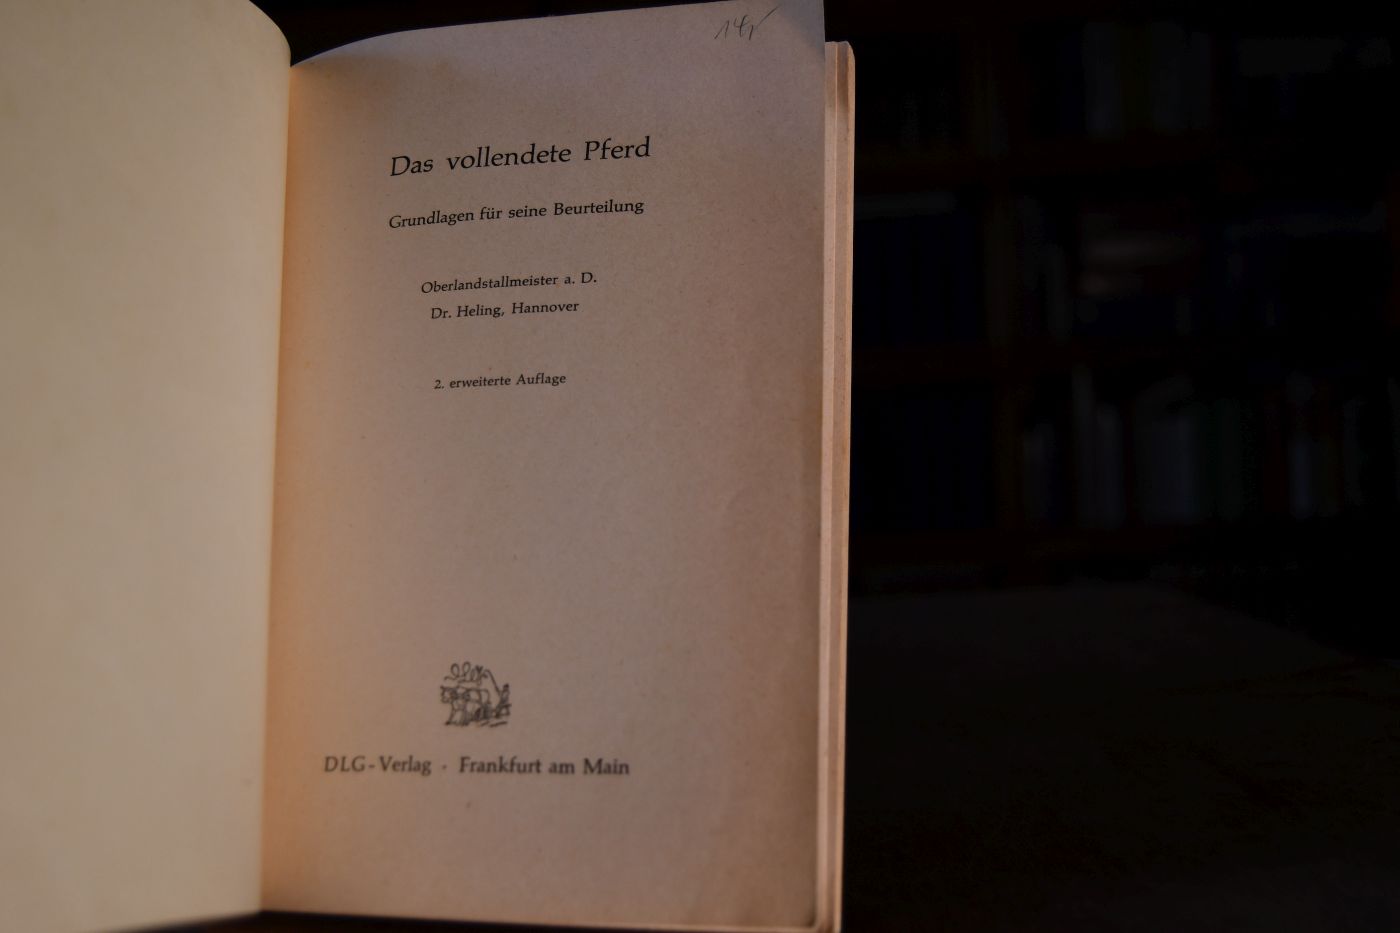 Das vollendete Pferd
Grundlagen für seine Beurteilung
Oberlandstallmeister a. D.
Dr. Heling, Hannover
2. erweiterte Auflage
DLG-Verlag · Frankfurt am Main